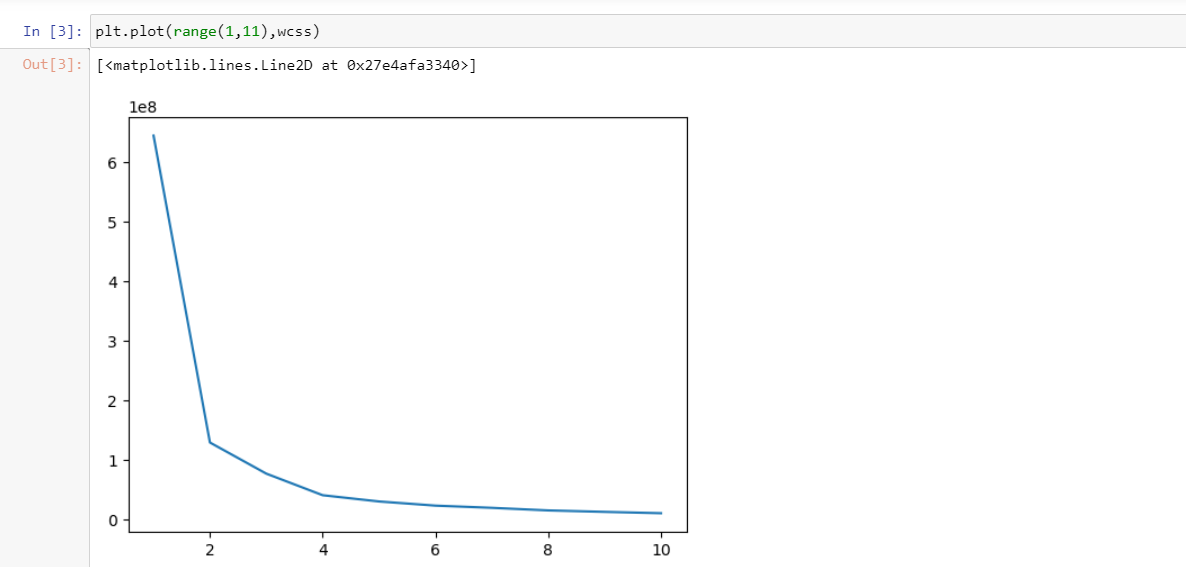 In [3]: plt.plot(range(1,11),wcss)
Out[3]: [<matplotlib.lines.Line2D at 0x27e4afa3340>]
1e8
6
5
4
3
2
1
0
2 4 6 8 10